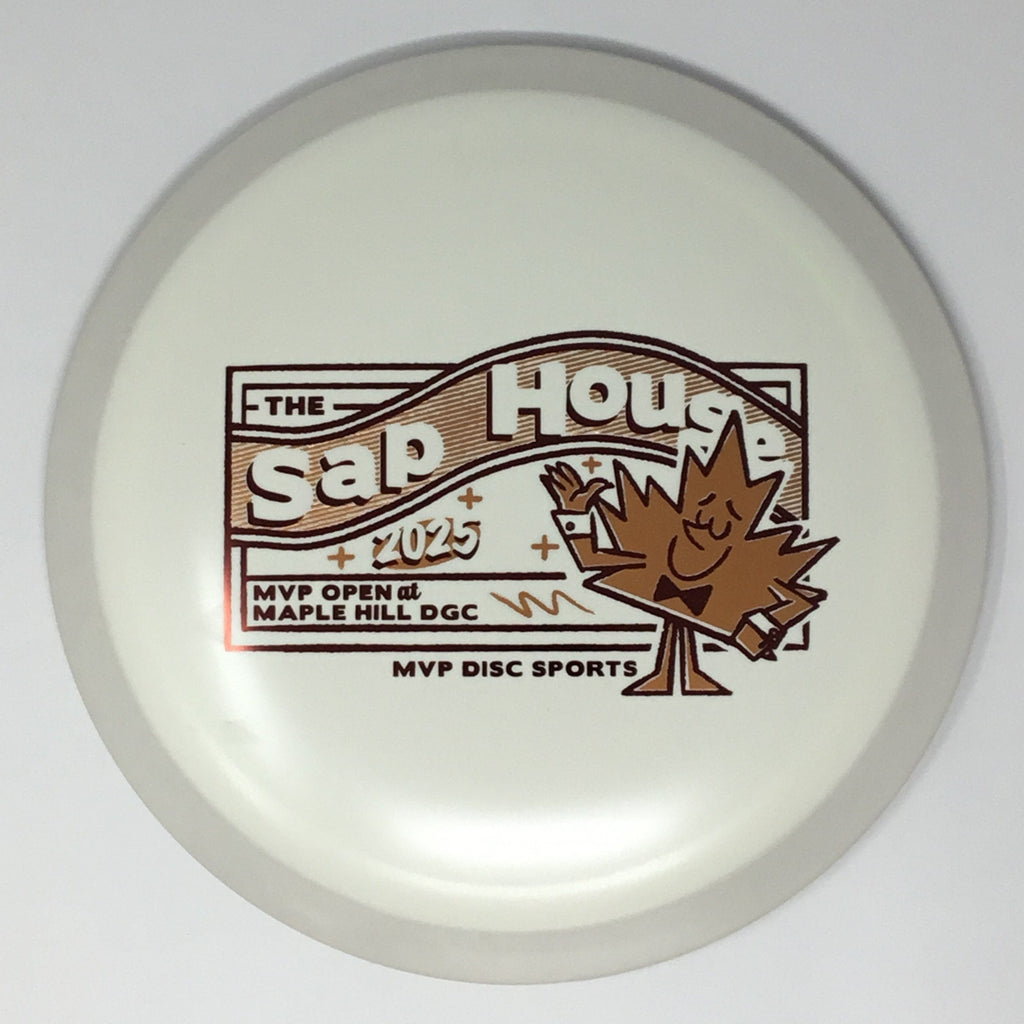 THE
Sap House
2025
MVP OPEN at
MAPLE HILL DGC
MVP DISC SPORTS